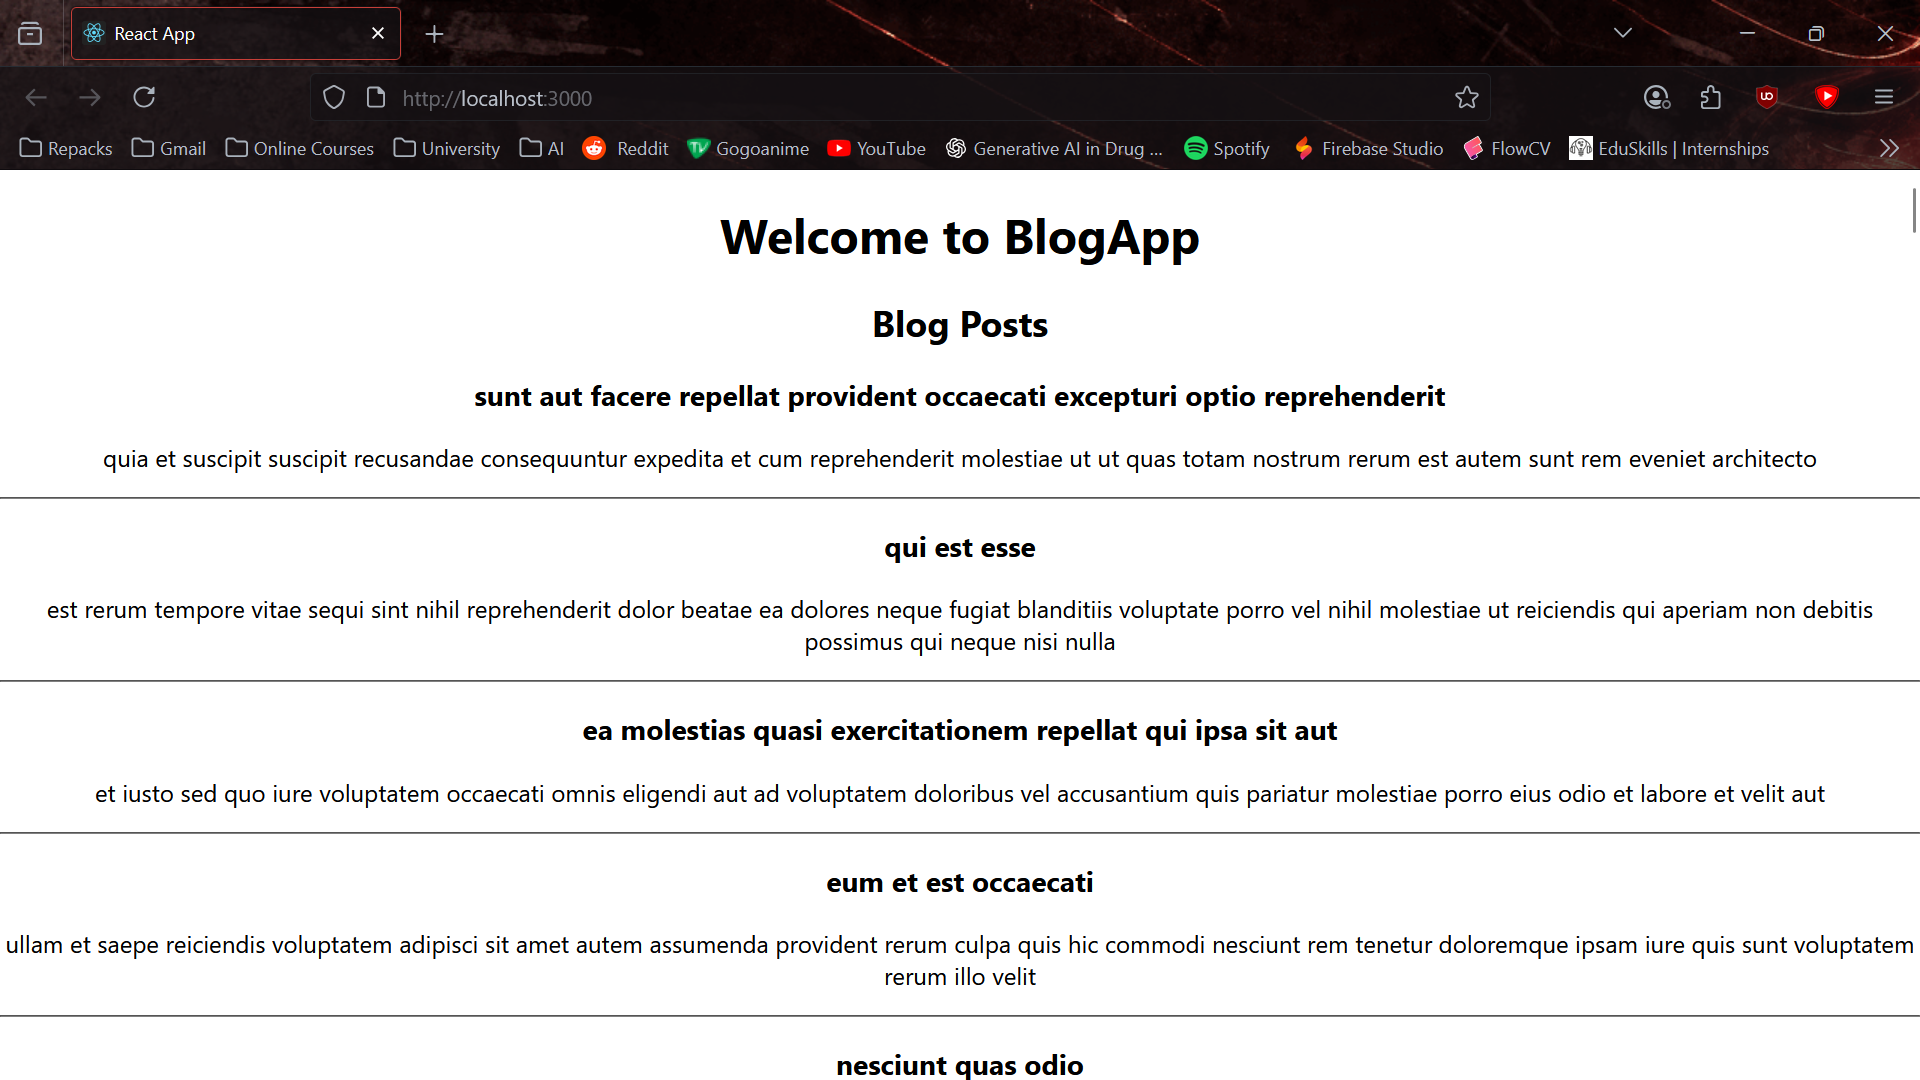 React App
http://localhost:3000
Repacks Gmail Online Courses University AI Reddit Gogoanime YouTube Generative AI in Drug ... Spotify Firebase Studio FlowCV EduSkills | Internships
Welcome to BlogApp
Blog Posts
sunt aut facere repellat provident occaecati excepturi optio reprehenderit
quia et suscipit suscipit recusandae consequuntur expedita et cum reprehenderit molestiae ut ut quas totam nostrum rerum est autem sunt rem eveniet architecto
qui est esse
est rerum tempore vitae sequi sint nihil reprehenderit dolor beatae ea dolores neque fugiat blanditiis voluptate porro vel nihil molestiae ut reiciendis qui aperiam non debitis
possimus qui neque nisi nulla
ea molestias quasi exercitationem repellat qui ipsa sit aut
et iusto sed quo iure voluptatem occaecati omnis eligendi aut ad voluptatem doloribus vel accusantium quis pariatur molestiae porro eius odio et labore et velit aut
eum et est occaecati
ullam et saepe reiciendis voluptatem adipisci sit amet autem assumenda provident rerum culpa quis hic commodi nesciunt rem tenetur doloremque ipsam iure quis sunt voluptatem
rerum illo velit
nesciunt quas odio